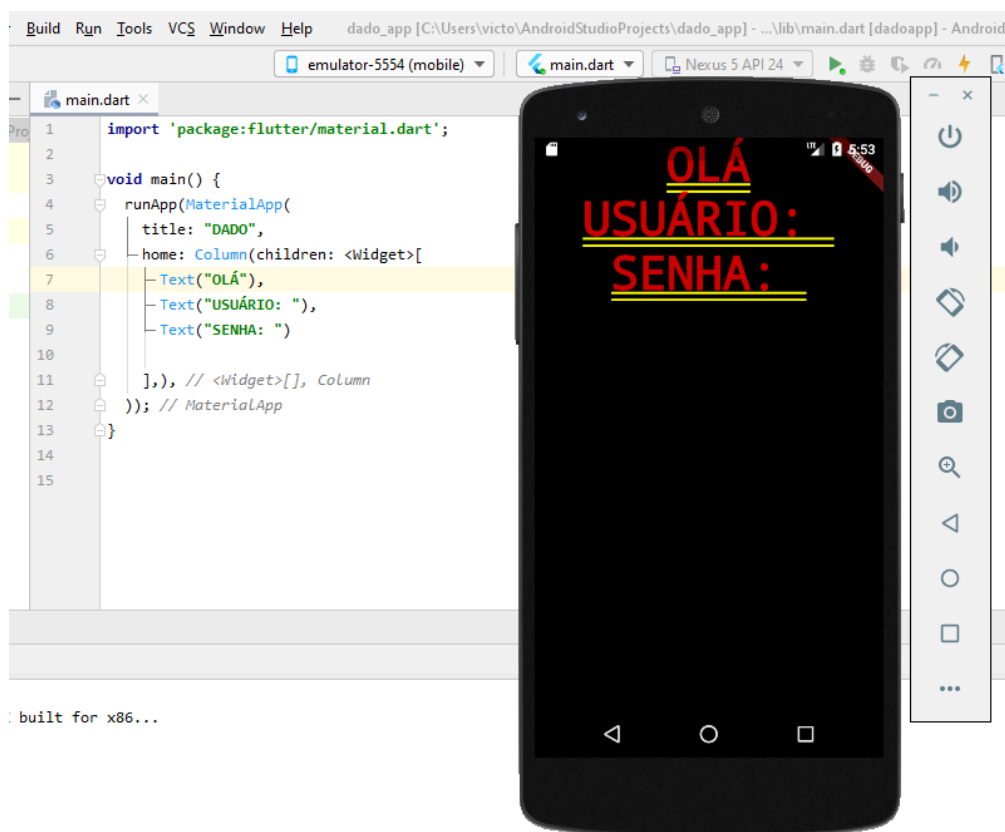 Build Run Tools VCS Window Help dado_app [C:\Users\victo\AndroidStudioProjects\dado_app] - ...\lib\main.dart [dadoapp] - Android
emulator-5554 (mobile) main.dart Nexus 5 API 24
main.dart
Pro
1 import 'package:flutter/material.dart';
2
3 void main() {
4 runApp(MaterialApp(
5 title: "DADO",
6 home: Column(children: <Widget>[
7 Text("OLÁ"),
8 Text("USUÁRIO: "),
9 Text("SENHA: ")
10
11 ],), // <Widget>[], Column
12 )); // MaterialApp
13 }
14
15
LTE 5:53
DEBUG
OLÁ
USUÁRIO:
SENHA:
built for x86...